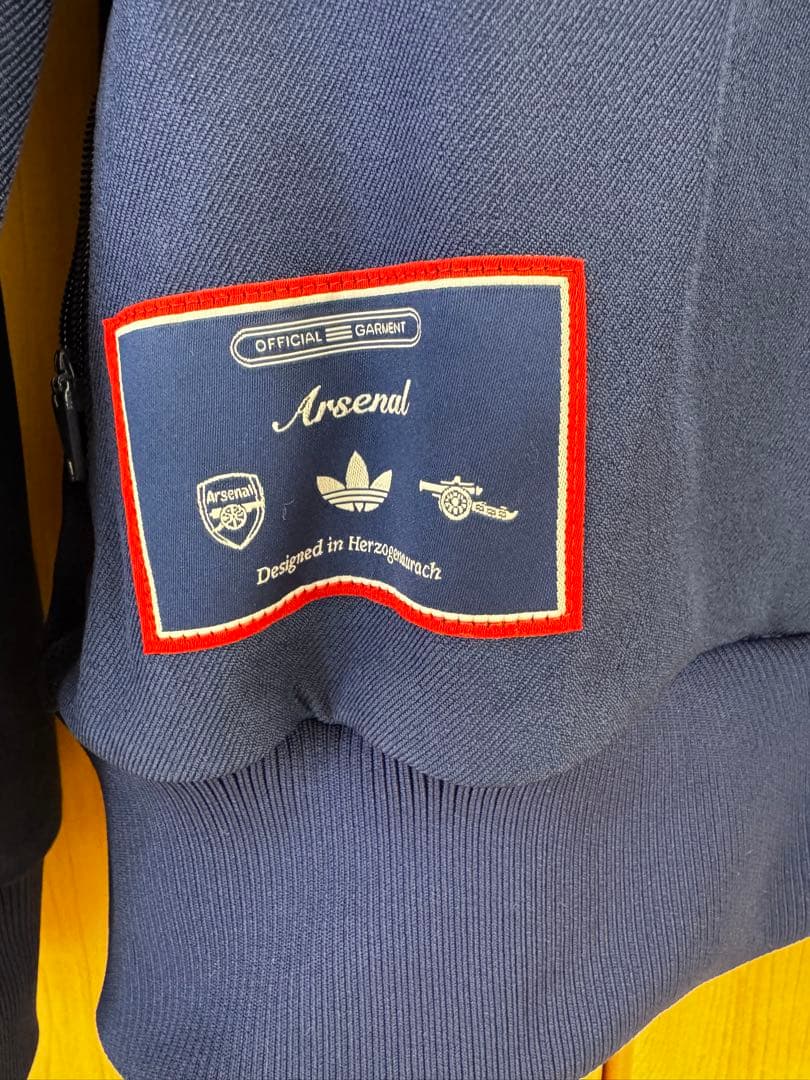 OFFICIAL GARMENT
Arsenal
Arsenal
Designed in Herzogenaurach